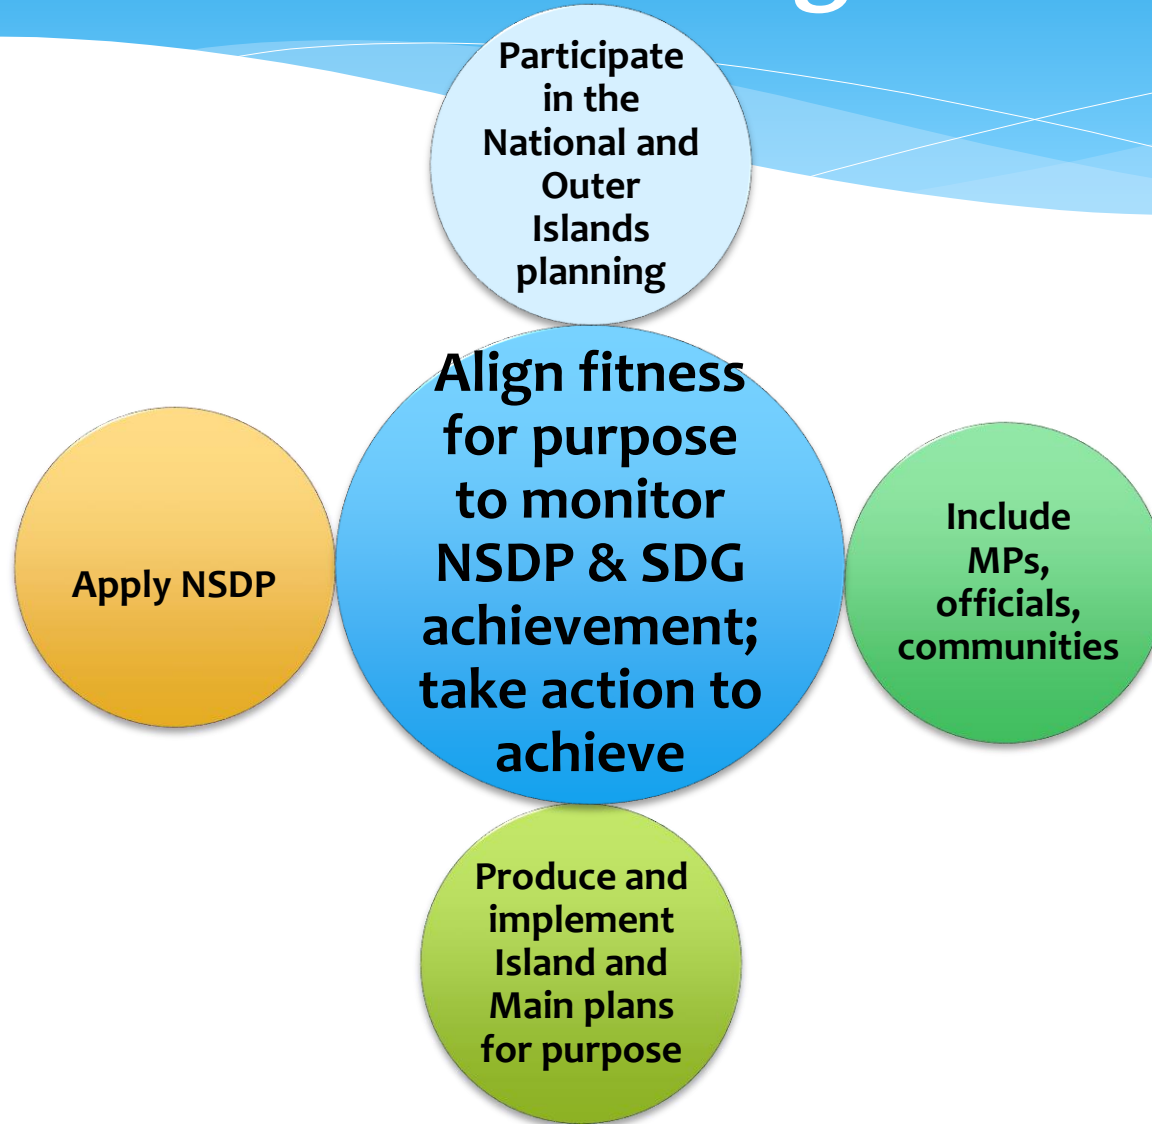 Participate
in the
National and
Outer
Islands
planning
Align fitness
for purpose
to monitor
NSDP & SDG
achievement;
take action to
achieve
Apply NSDP
Include
MPs,
officials,
communities
Produce and
implement
Island and
Main plans
for purpose